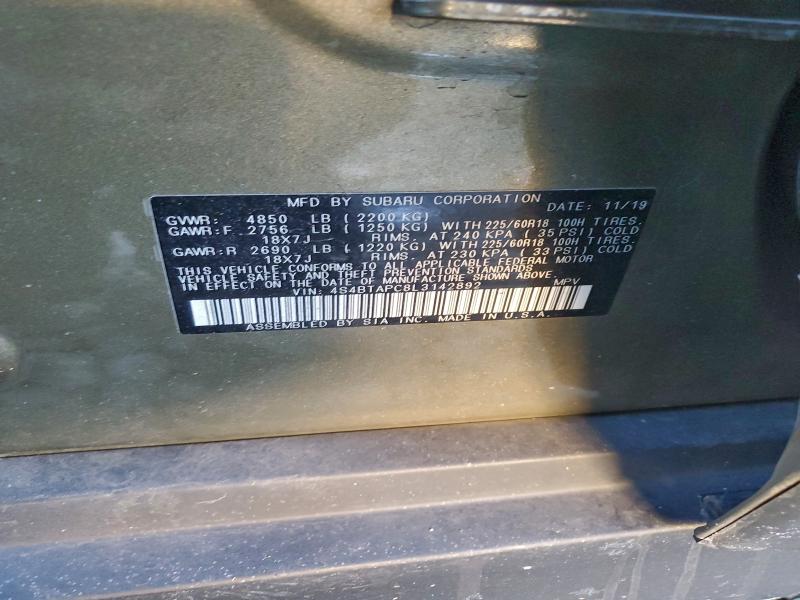 MFD BY SUBARU CORPORATION DATE: 11/19
GVWR: 4850 LB (2200 KG)
GAWR:F 2756 LB (1250 KG) WITH 225/60R18 100H TIRES.
18X7J RIMS. AT 240 KPA (35 PSI) COLD
GAWR:R 2690 LB (1220 KG) WITH 225/60R18 100H TIRES.
18X7J RIMS. AT 230 KPA (33 PSI) COLD
THIS VEHICLE CONFORMS TO ALL APPLICABLE FEDERAL MOTOR
VEHICLE SAFETY AND THEFT PREVENTION STANDARDS
IN EFFECT ON THE DATE OF MANUFACTURE SHOWN ABOVE.
VIN: 4S4BTAPC8L3142892 MPV
ASSEMBLED BY SIA INC. MADE IN U.S.A.